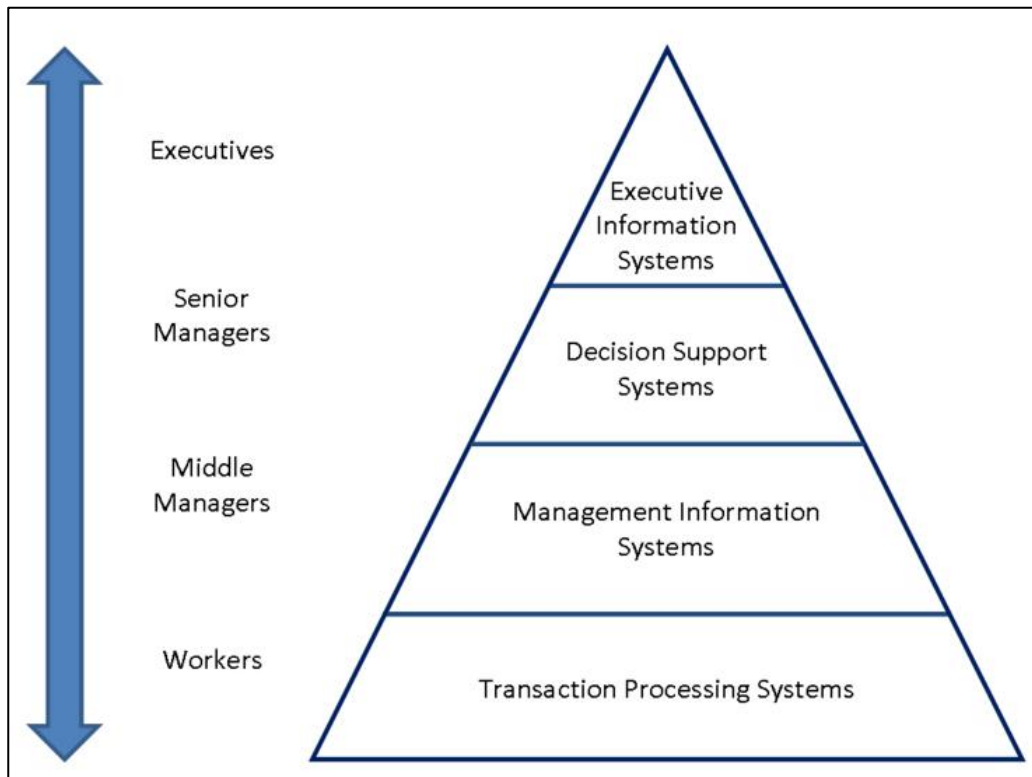 Executives
Executive
Information
Systems
Senior
Managers
Decision Support
Systems
Middle
Managers
Management Information
Systems
Workers
Transaction Processing Systems